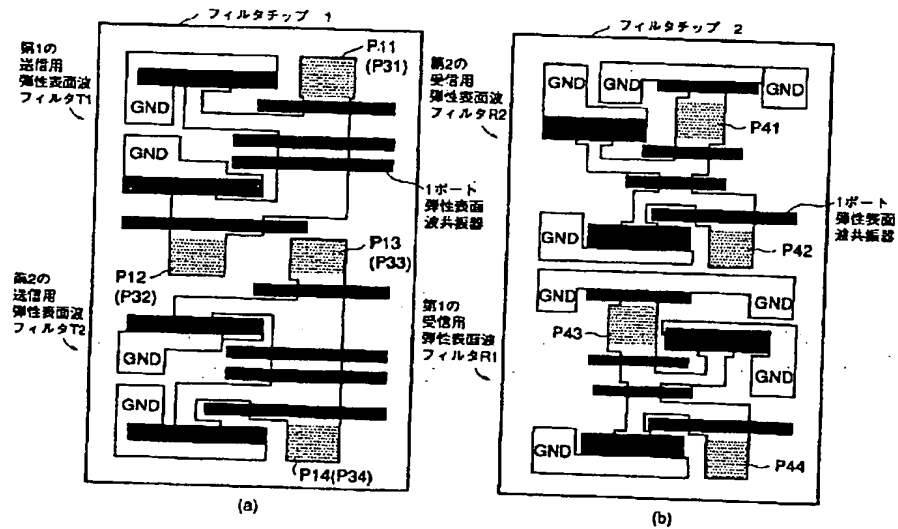 フィルタチップ 1
第1の
送信用
弾性表面波
フィルタT1
P11
(P31)
GND
GND
1ポート
弾性表面
波共振器
P12
(P32)
P13
(P33)
第2の
送信用
弾性表面波
フィルタT2
GND
GND
P14(P34)
(a)
フィルタチップ 2
第2の
受信用
弾性表面波
フィルタR2
GND
GND
GND
P41
1ポート
弾性表面
波共振器
GND
P42
第1の
受信用
弾性表面波
フィルタR1
GND
GND
P43
GND
GND
P44
(b)